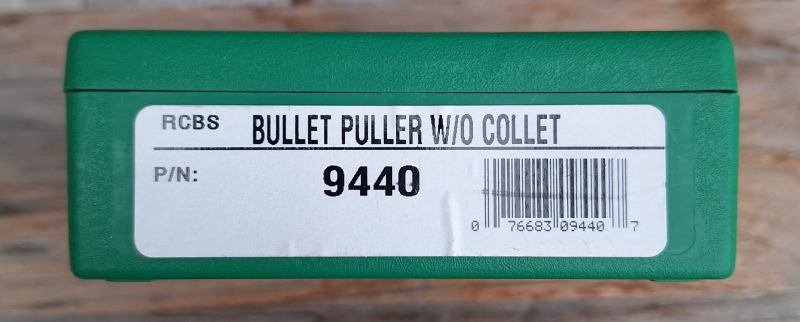 RCBS BULLET PULLER W/O COLLET
P/N: 9440
0 76683 09440 7